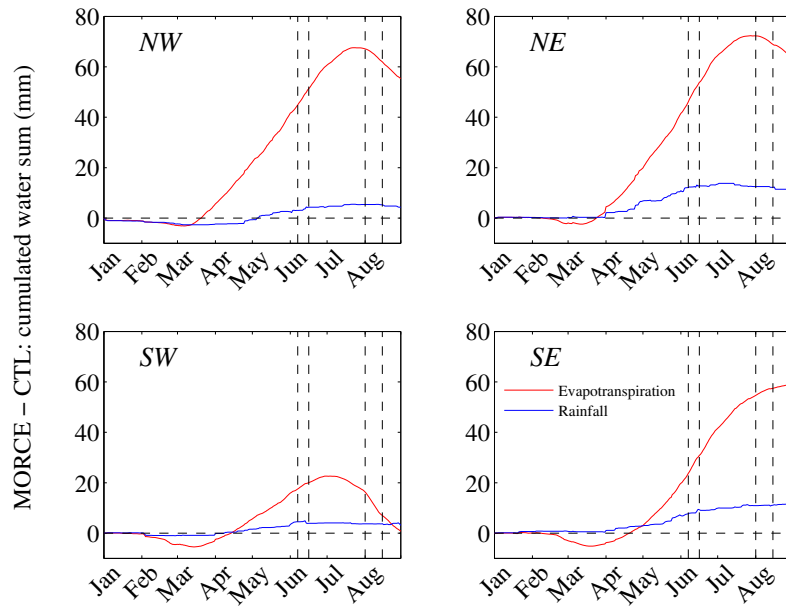 MORCE − CTL: cumulated water sum (mm)
NW
80
60
40
20
0
Jan Feb Mar Apr May Jun Jul Aug
NE
80
60
40
20
0
Jan Feb Mar Apr May Jun Jul Aug
SW
80
60
40
20
0
Jan Feb Mar Apr May Jun Jul Aug
SE
80
60
40
20
0
Evapotranspiration
Rainfall
Jan Feb Mar Apr May Jun Jul Aug